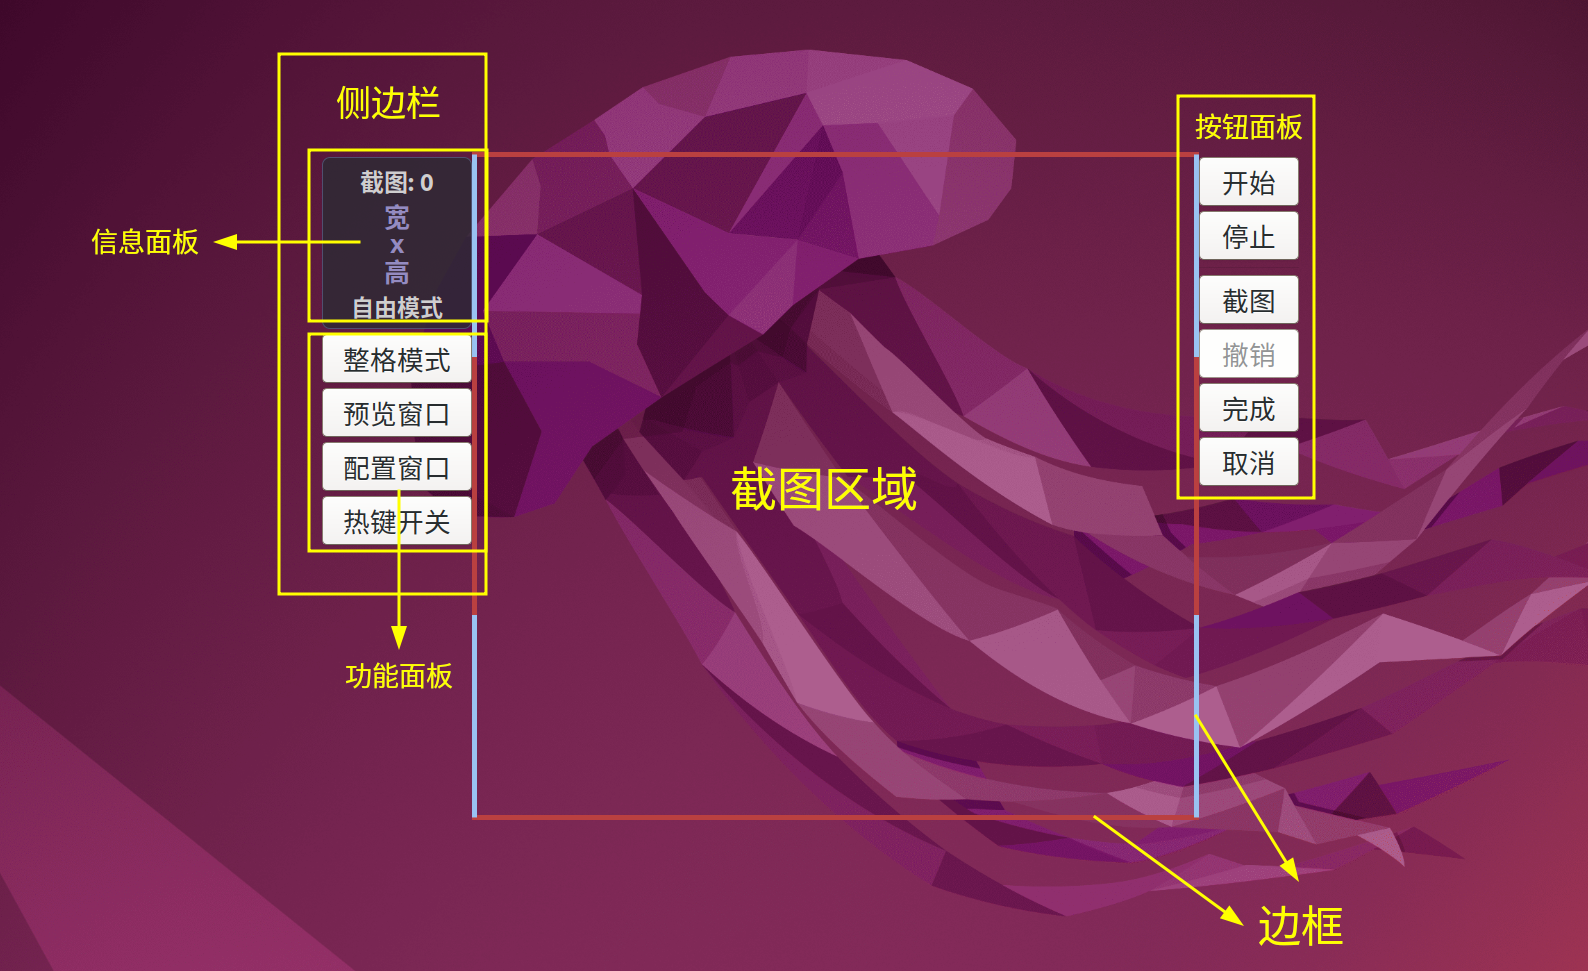 侧边栏
截图: 0
宽
x
高
自由模式
信息面板
整格模式
预览窗口
配置窗口
热键开关
功能面板
截图区域
按钮面板
开始
停止
截图
撤销
完成
取消
边框